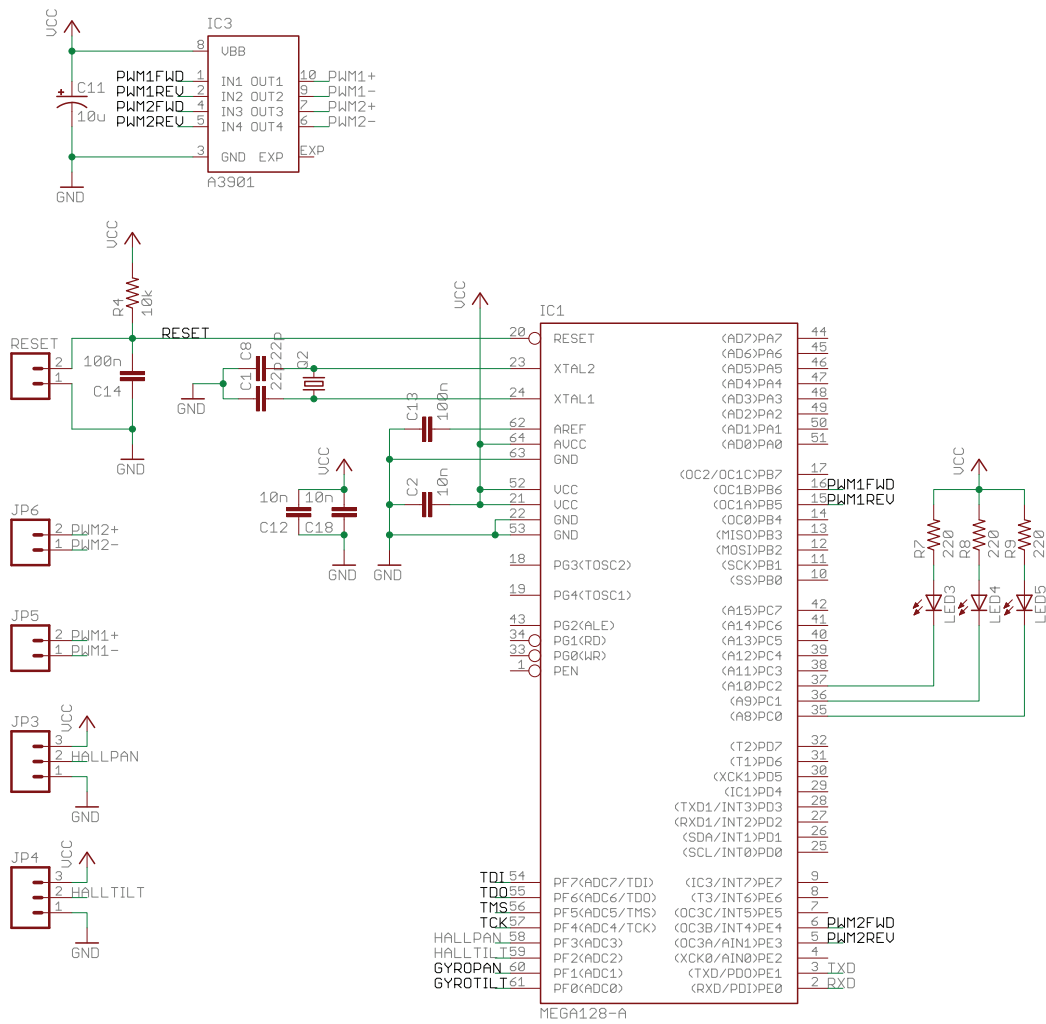 VCC
IC3
8 VBB
PWM1FWD 1 IN1 OUT1 10 PWM1+
PWM1REV 2 IN2 OUT2 9 PWM1-
PWM2FWD 4 IN3 OUT3 7 PWM2+
PWM2REV 5 IN4 OUT4 6 PWM2-
3 GND EXP EXP
A3901
+ C11
10u
GND
VCC
R4
10k
RESET
RESET
2
1
100n
C14
GND
C8
22p
C1
22p
Q2
GND
VCC
C13
100n
C2
10n
VCC
10n 10n
C12 C18
GND GND
IC1
20 RESET (AD7)PA7 44
(AD6)PA6 45
23 XTAL2 (AD5)PA5 46
(AD4)PA4 47
24 XTAL1 (AD3)PA3 48
(AD2)PA2 49
62 AREF (AD1)PA1 50
64 AVCC (AD0)PA0 51
63 GND
(OC2/OC1C)PB7 17
52 VCC (OC1B)PB6 16 PWM1FWD
21 VCC (OC1A)PB5 15 PWM1REV
22 GND (OC0)PB4 14
53 GND (MISO)PB3 13
(MOSI)PB2 12
18 PG3(TOSC2) (SCK)PB1 11
(SS)PB0 10
19 PG4(TOSC1)
(A15)PC7 42
43 PG2(ALE) (A14)PC6 41
34 PG1(RD) (A13)PC5 40
33 PG0(WR) (A12)PC4 39
1 PEN (A11)PC3 38
(A10)PC2 37
(A9)PC1 36
(A8)PC0 35
(T2)PD7 32
(T1)PD6 31
(XCK1)PD5 30
(IC1)PD4 29
(TXD1/INT3)PD3 28
(RXD1/INT2)PD2 27
(SDA/INT1)PD1 26
(SCL/INT0)PD0 25
TDI 54 PF7(ADC7/TDI) (IC3/INT7)PE7 9
TDO 55 PF6(ADC6/TDO) (T3/INT6)PE6 8
TMS 56 PF5(ADC5/TMS) (OC3C/INT5)PE5 7
TCK 57 PF4(ADC4/TCK) (OC3B/INT4)PE4 6 PWM2FWD
HALLPAN 58 PF3(ADC3) (OC3A/AIN1)PE3 5 PWM2REV
HALLTILT 59 PF2(ADC2) (XCK0/AIN0)PE2 4
GYROPAN 60 PF1(ADC1) (TXD/PDO)PE1 3 TXD
GYROTILT 61 PF0(ADC0) (RXD/PDI)PE0 2 RXD
MEGA128-A
VCC
R7
220
R8
220
R9
220
LED3
LED4
LED5
JP6
2 PWM2+
1 PWM2-
JP5
2 PWM1+
1 PWM1-
JP3
VCC
3
2 HALLPAN
1
GND
JP4
VCC
3
2 HALLTILT
1
GND